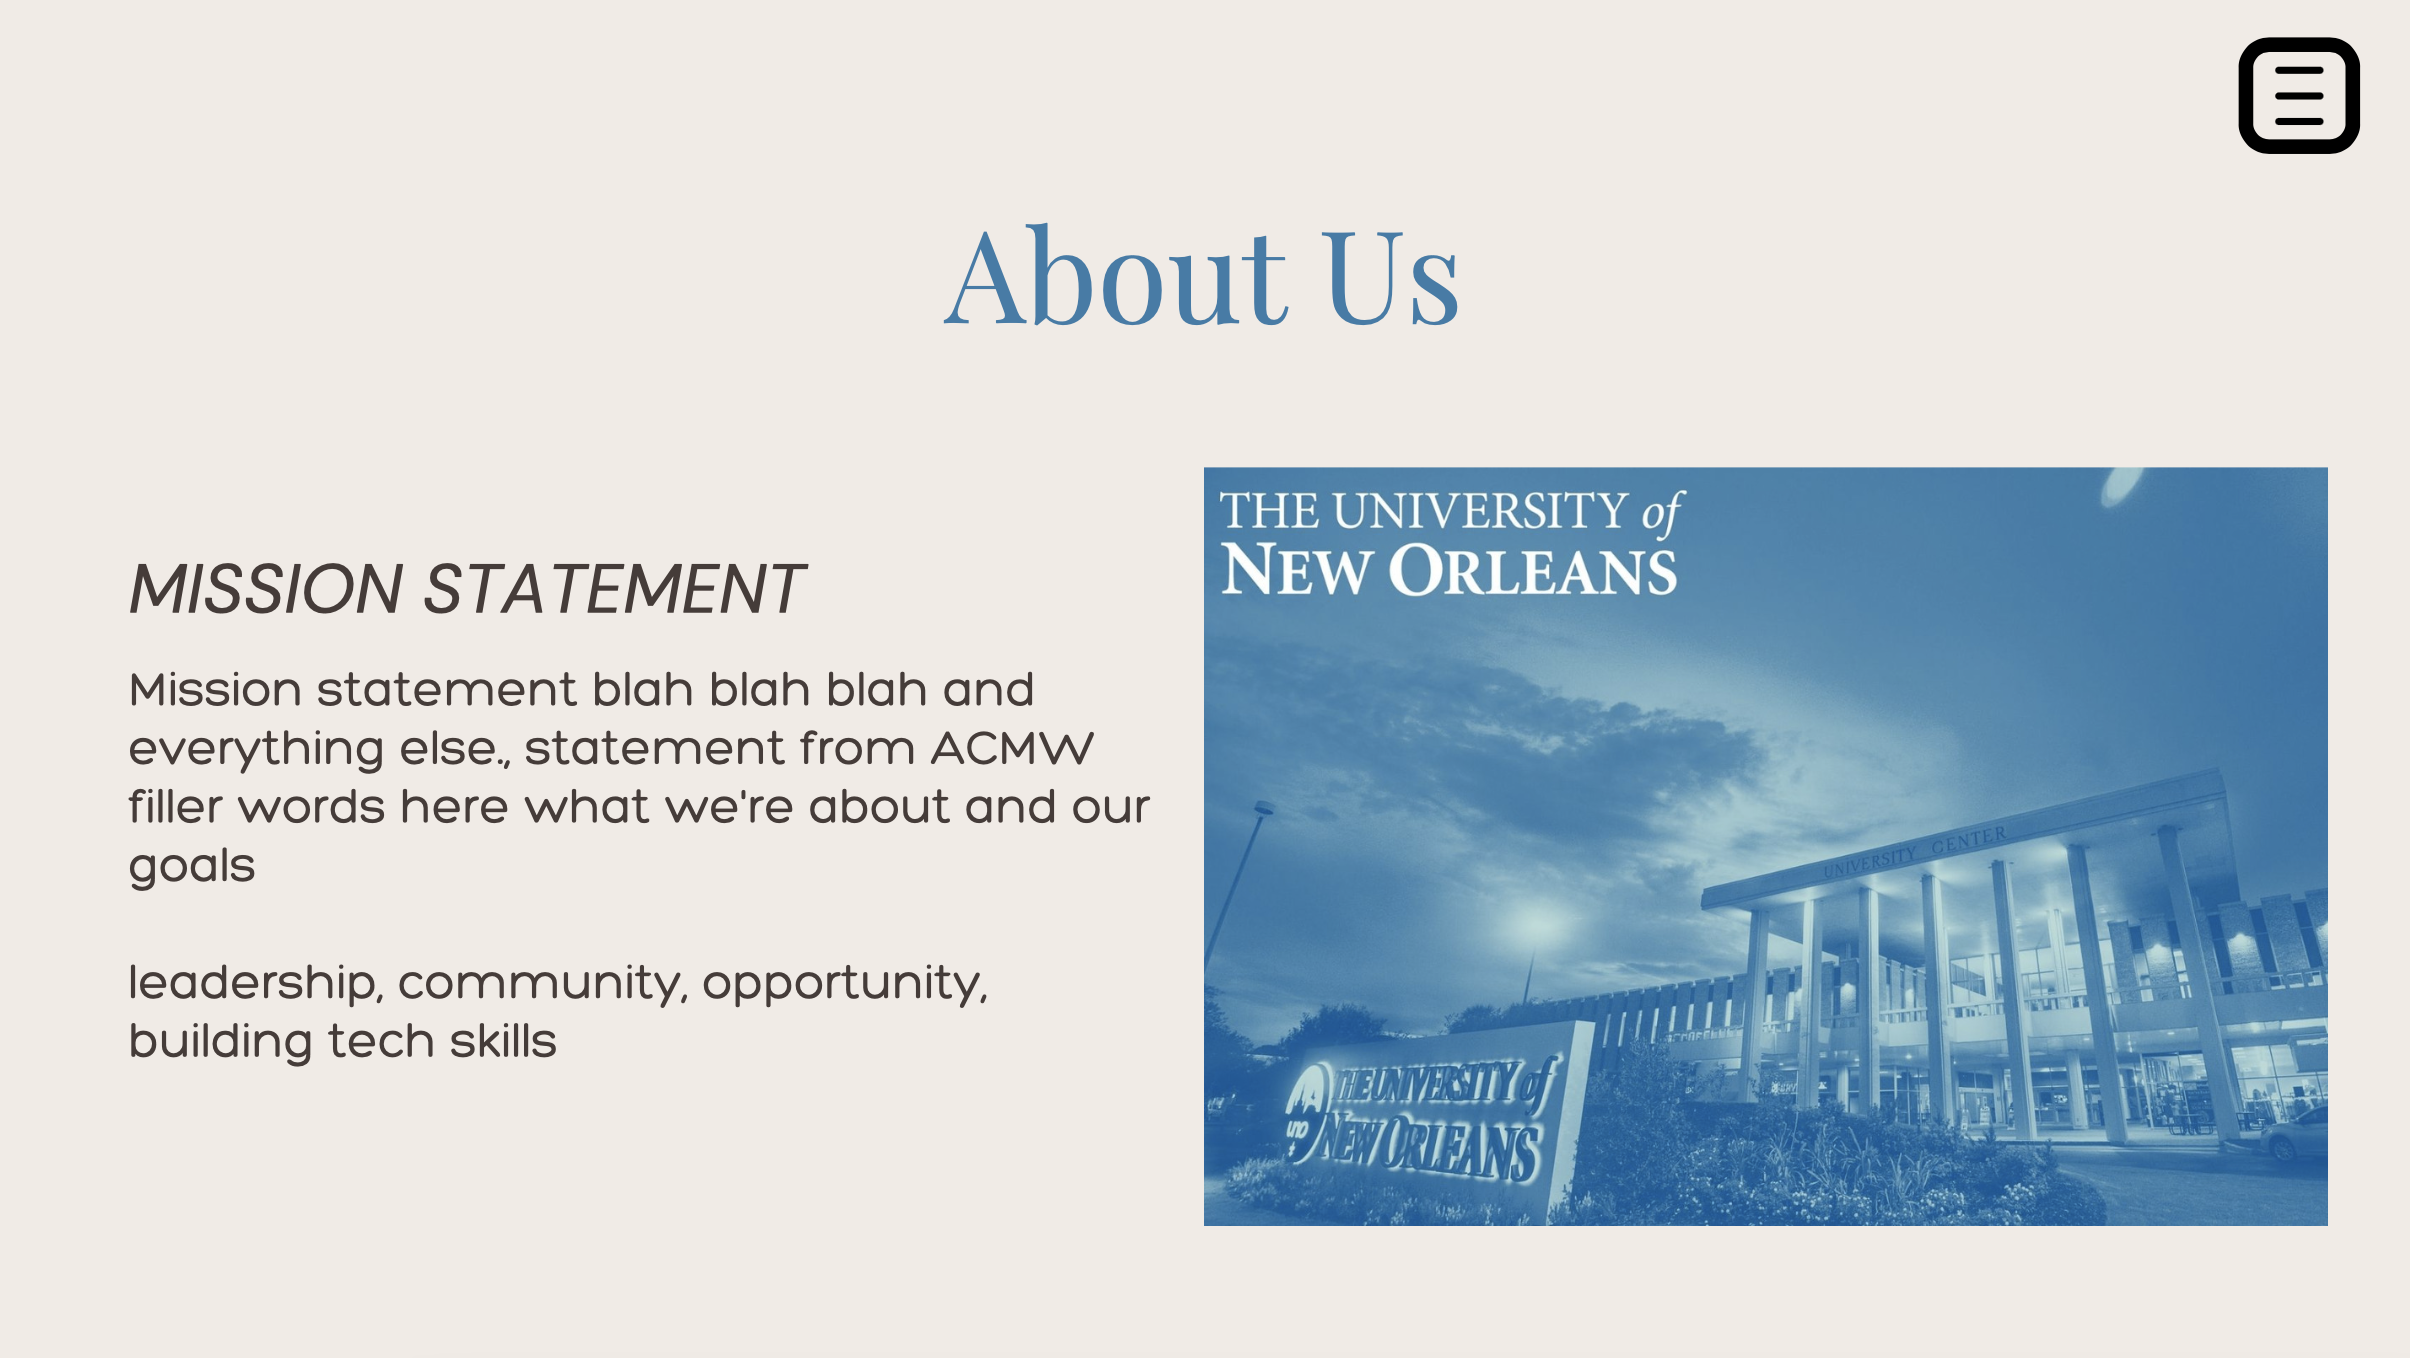 About Us
MISSION STATEMENT
Mission statement blah blah blah and
everything else., statement from ACMW
filler words here what we're about and our
goals
leadership, community, opportunity,
building tech skills
THE UNIVERSITY of
NEW ORLEANS
UNIVERSITY CENTER
THE UNIVERSITY of
uno
NEW ORLEANS